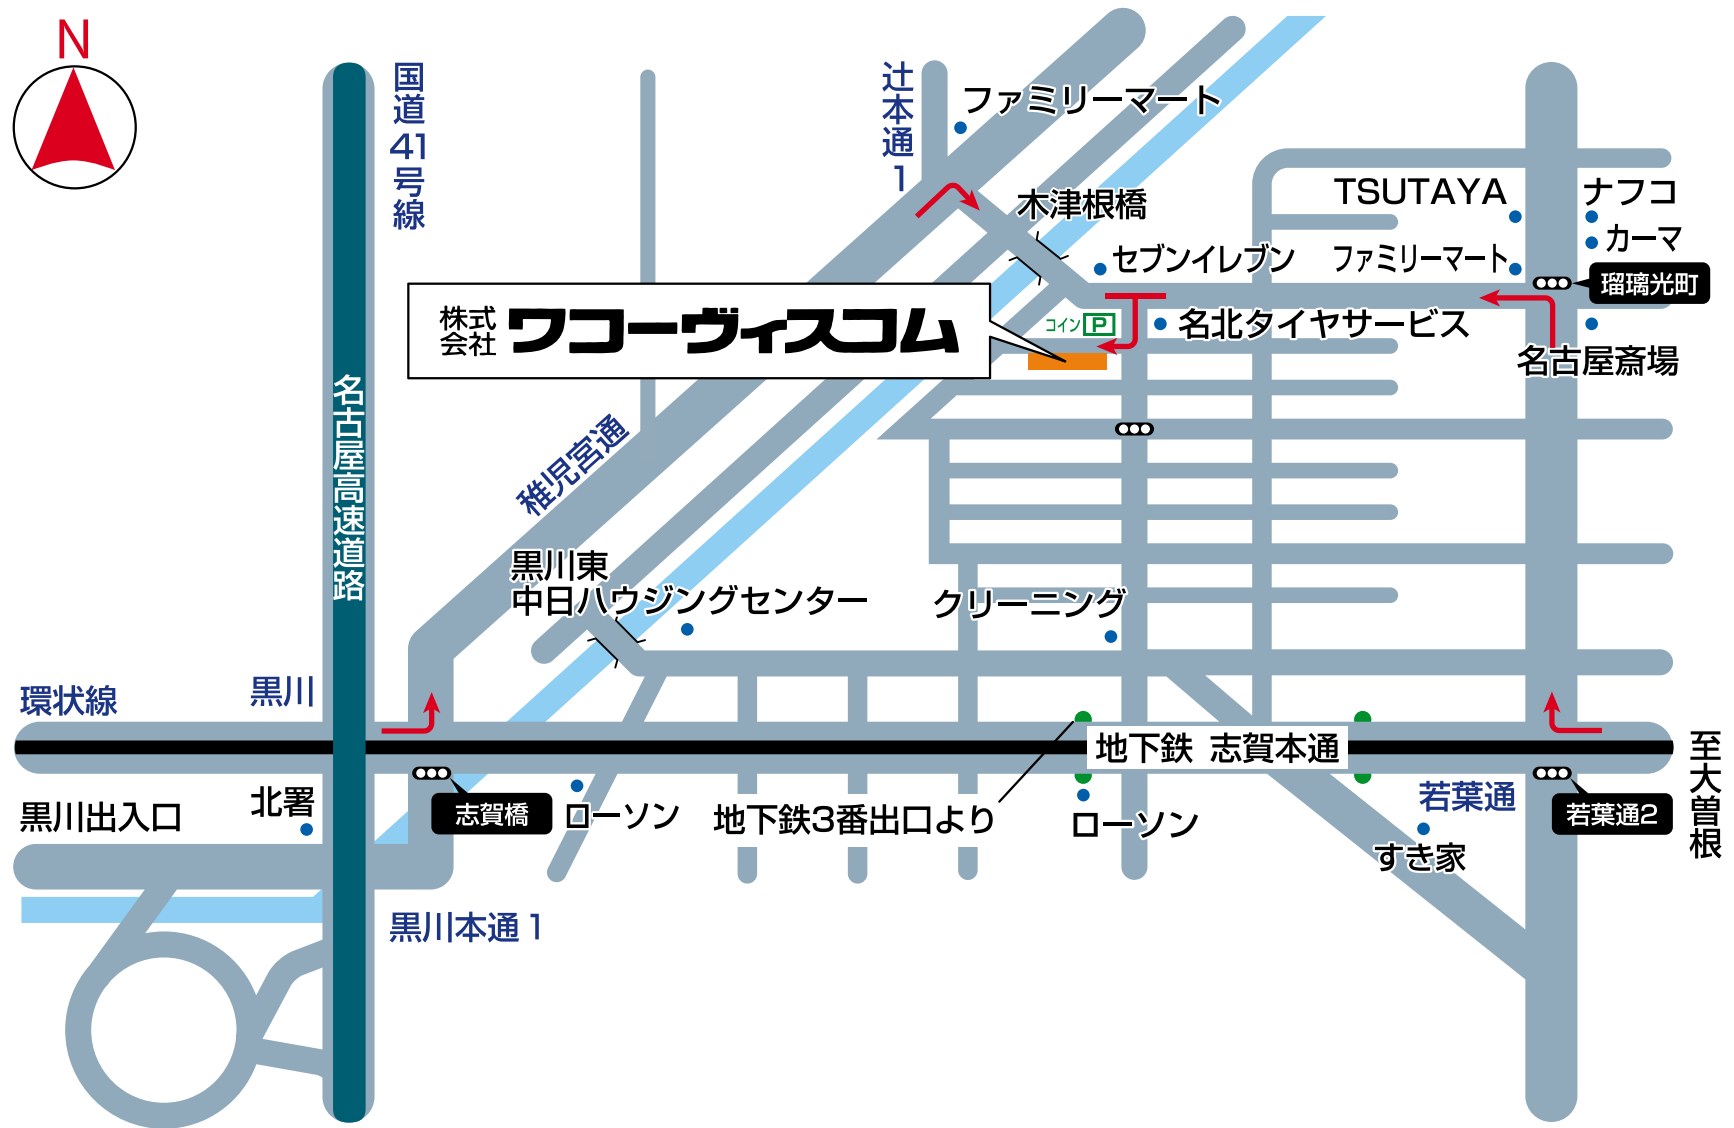 N
国道41号線
辻本通1
ファミリーマート
木津根橋
TSUTAYA
ナフコ
カーマ
セブンイレブン
ファミリーマート
瑠璃光町
株式会社
ワコーヴィスコム
コインP
名北タイヤサービス
名古屋斎場
名古屋高速道路
稚児宮通
黒川東
中日ハウジングセンター
クリーニング
環状線
黒川
地下鉄 志賀本通
至大曽根
黒川出入口
北署
志賀橋
ローソン
地下鉄3番出口より
ローソン
若葉通
若葉通2
すき家
黒川本通1